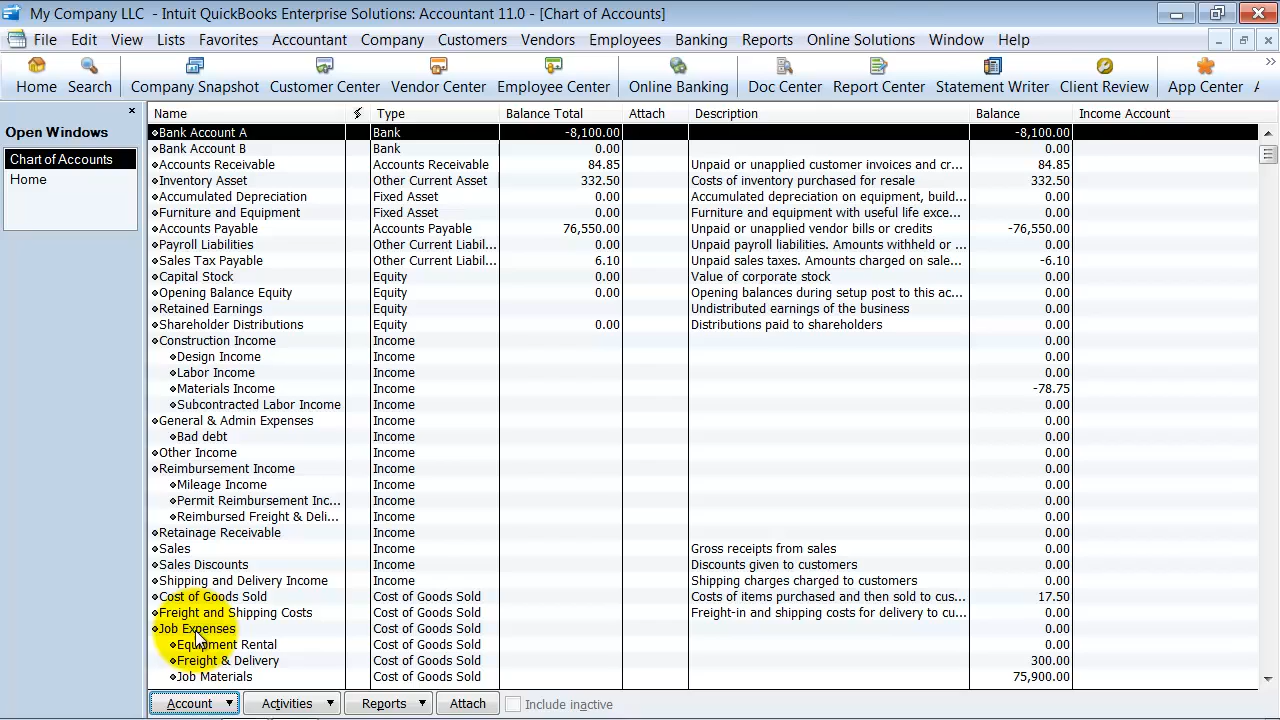 My Company LLC - Intuit QuickBooks Enterprise Solutions: Accountant 11.0 - [Chart of Accounts]
File Edit View Lists Favorites Accountant Company Customers Vendors Employees Banking Reports Online Solutions Window Help
Home Search Company Snapshot Customer Center Vendor Center Employee Center Online Banking Doc Center Report Center Statement Writer Client Review App Center
Open Windows
Chart of Accounts
Home
Name Type Balance Total Attach Description Balance Income Account
Bank Account A Bank -8,100.00 -8,100.00
Bank Account B Bank 0.00 0.00
Accounts Receivable Accounts Receivable 84.85 Unpaid or unapplied customer invoices and cr... 84.85
Inventory Asset Other Current Asset 332.50 Costs of inventory purchased for resale 332.50
Accumulated Depreciation Fixed Asset 0.00 Accumulated depreciation on equipment, build... 0.00
Furniture and Equipment Fixed Asset 0.00 Furniture and equipment with useful life exce... 0.00
Accounts Payable Accounts Payable 76,550.00 Unpaid or unapplied vendor bills or credits -76,550.00
Payroll Liabilities Other Current Liabil... 0.00 Unpaid payroll liabilities. Amounts withheld or ... 0.00
Sales Tax Payable Other Current Liabil... 6.10 Unpaid sales taxes. Amounts charged on sale... -6.10
Capital Stock Equity 0.00 Value of corporate stock 0.00
Opening Balance Equity Equity 0.00 Opening balances during setup post to this ac... 0.00
Retained Earnings Equity Undistributed earnings of the business 0.00
Shareholder Distributions Equity 0.00 Distributions paid to shareholders 0.00
Construction Income Income 0.00
Design Income Income 0.00
Labor Income Income 0.00
Materials Income Income -78.75
Subcontracted Labor Income Income 0.00
General & Admin Expenses Income 0.00
Bad debt Income 0.00
Other Income Income 0.00
Reimbursement Income Income 0.00
Mileage Income Income 0.00
Permit Reimbursement Inc... Income 0.00
Reimbursed Freight & Deli... Income 0.00
Retainage Receivable Income 0.00
Sales Income Gross receipts from sales 0.00
Sales Discounts Income Discounts given to customers 0.00
Shipping and Delivery Income Income Shipping charges charged to customers 0.00
Cost of Goods Sold Cost of Goods Sold Costs of items purchased and then sold to cus... 17.50
Freight and Shipping Costs Cost of Goods Sold Freight-in and shipping costs for delivery to cu... 0.00
Job Expenses Cost of Goods Sold 0.00
Equipment Rental Cost of Goods Sold 0.00
Freight & Delivery Cost of Goods Sold 300.00
Job Materials Cost of Goods Sold 75,900.00
Account Activities Reports Attach Include inactive